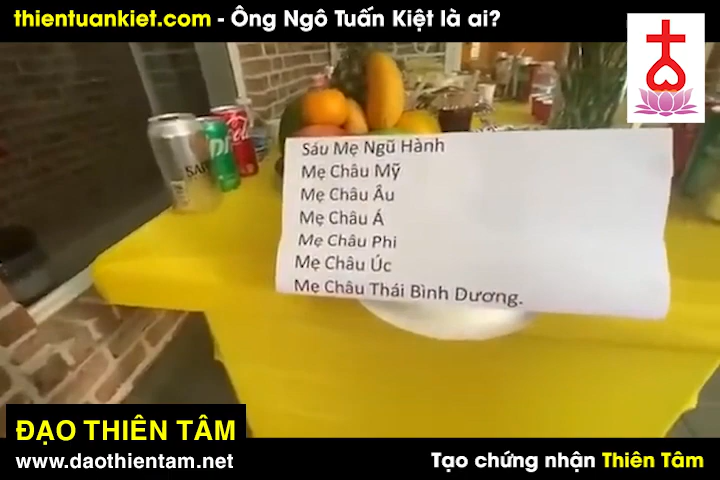 thientuankiet.com - Ông Ngô Tuấn Kiệt là ai?
Sáu Mẹ Ngũ Hành
Mẹ Châu Mỹ
Mẹ Châu Âu
Mẹ Châu Á
Mẹ Châu Phi
Mẹ Châu Úc
Mẹ Châu Thái Bình Dương.
ĐẠO THIÊN TÂM
www.daothientam.net
Tạo chứng nhận Thiên Tâm